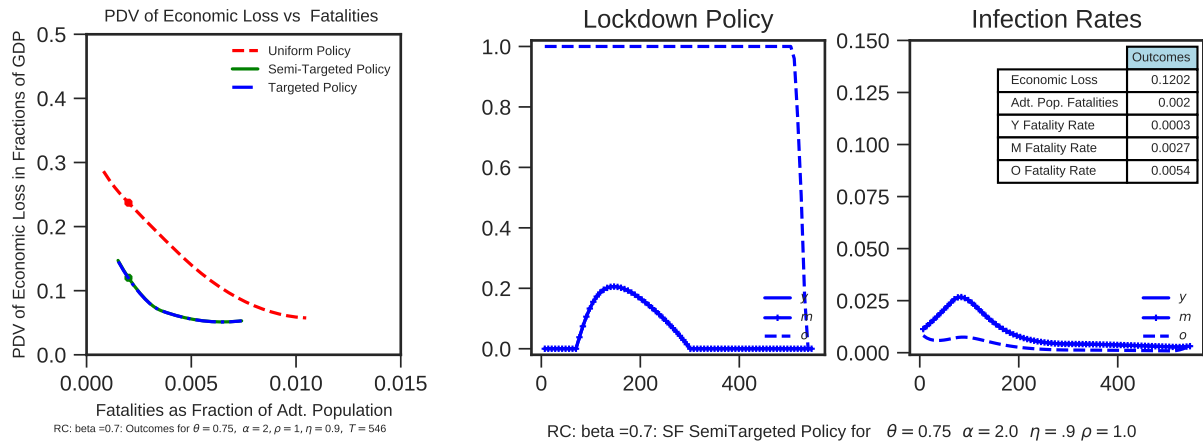 PDV of Economic Loss vs Fatalities
PDV of Economic Loss in Fractions of GDP
0.5
0.4
0.3
0.2
0.1
0.0
0.000 0.005 0.010 0.015
Uniform Policy
Semi-Targeted Policy
Targeted Policy
Fatalities as Fraction of Adt. Population
RC: beta =0.7: Outcomes for θ = 0.75, α = 2, ρ = 1, η = 0.9, T = 546
Lockdown Policy
1.0
0.8
0.6
0.4
0.2
0.0
0 200 400
y
m
o
Infection Rates
0.150
0.125
0.100
0.075
0.050
0.025
0.000
0 200 400
Outcomes
Economic Loss 0.1202
Adt. Pop. Fatalities 0.002
Y Fatality Rate 0.0003
M Fatality Rate 0.0027
O Fatality Rate 0.0054
y
m
o
RC: beta =0.7: SF SemiTargeted Policy for θ = 0.75 α = 2.0 η = .9 ρ = 1.0